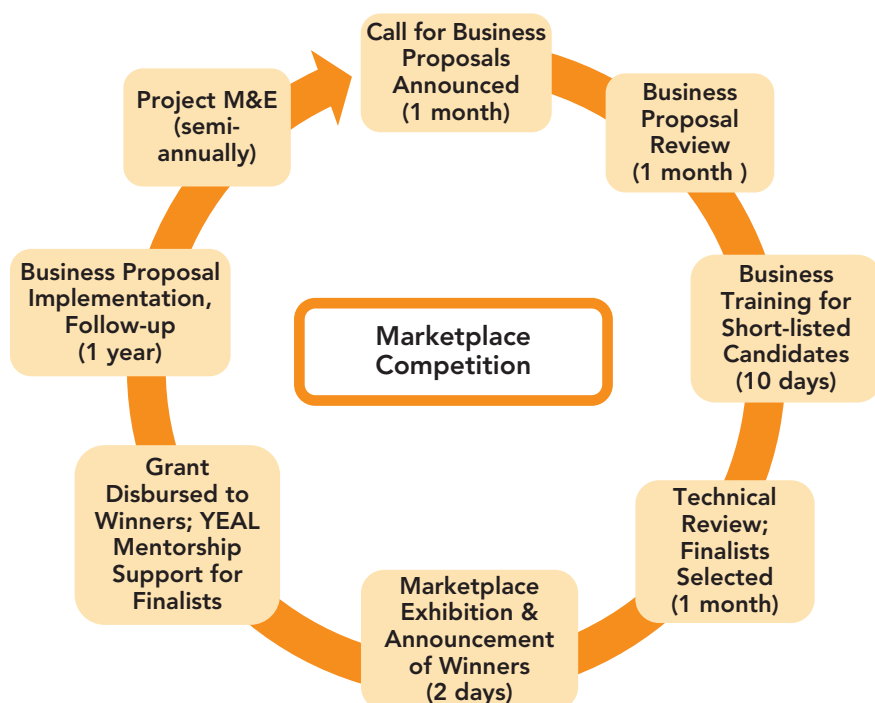 Call for Business
Proposals
Announced
(1 month)
Business
Proposal
Review
(1 month )
Business
Training for
Short-listed
Candidates
(10 days)
Technical
Review;
Finalists
Selected
(1 month)
Marketplace
Exhibition &
Announcement
of Winners
(2 days)
Grant
Disbursed to
Winners; YEAL
Mentorship
Support for
Finalists
Business Proposal
Implementation,
Follow-up
(1 year)
Project M&E
(semi-
annually)
Marketplace
Competition